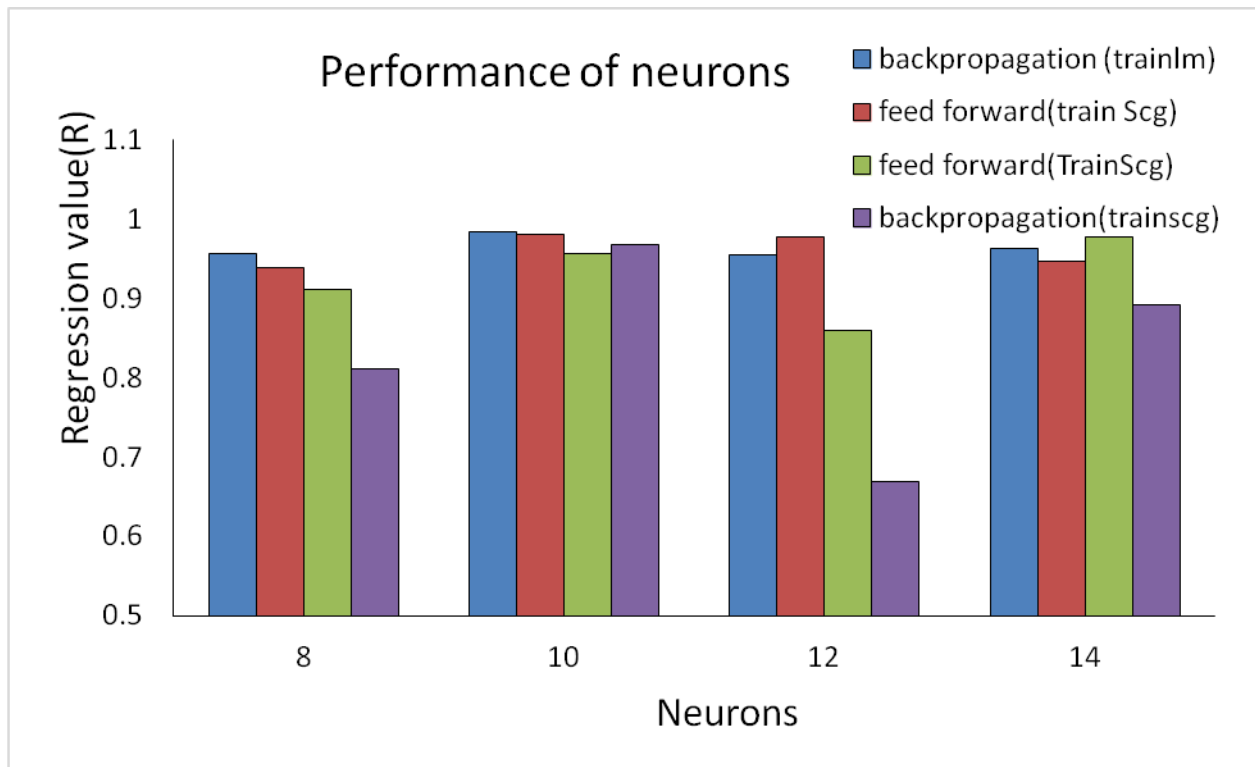 Performance of neurons
backpropagation (trainlm)
feed forward(train Scg)
feed forward(TrainScg)
backpropagation(trainscg)
Regression value(R)
1.1
1
0.9
0.8
0.7
0.6
0.5
8
10
12
14
Neurons